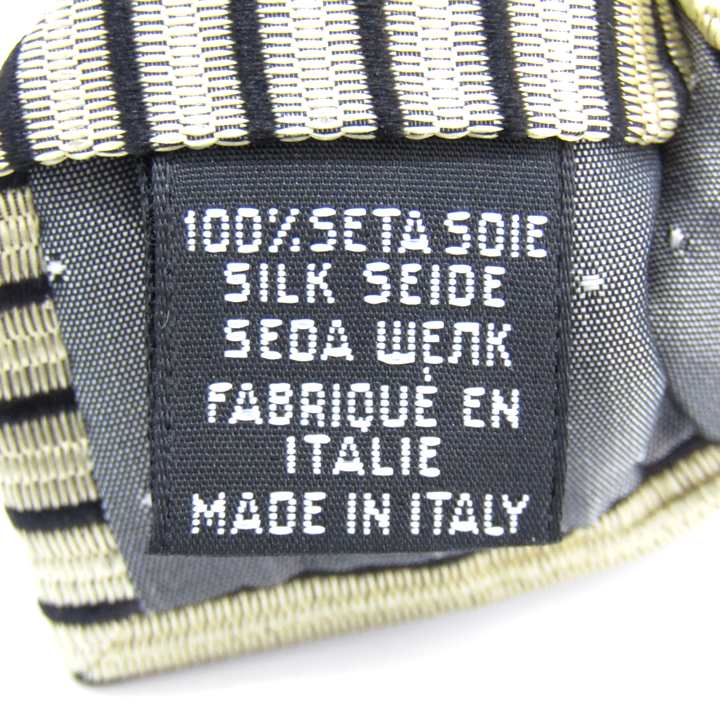 100% SETA SOIE
SILK SEIDE
SEDA ШЕЛК
FABRIQUÉ EN
ITALIE
MADE IN ITALY